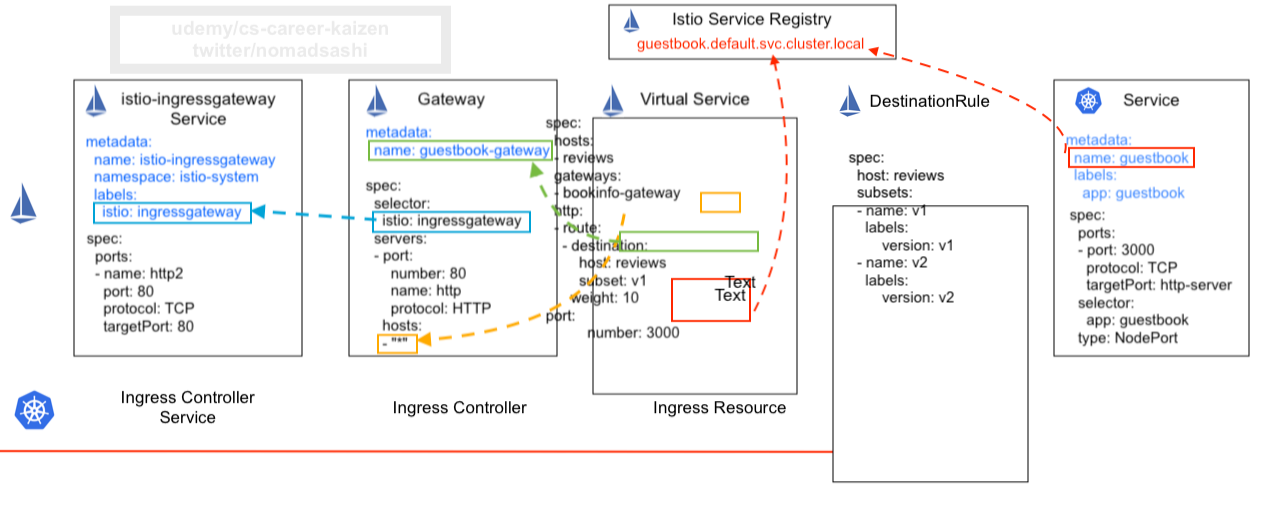 udemy/cs-career-kaizen
twitter/nomadsashi
Istio Service Registry
guestbook.default.svc.cluster.local
istio-ingressgateway
Service
metadata:
name: istio-ingressgateway
namespace: istio-system
labels:
istio: ingressgateway
spec:
ports:
- name: http2
port: 80
protocol: TCP
targetPort: 80
Ingress Controller
Service
Gateway
metadata:
name: guestbook-gateway
spec:
selector:
istio: ingressgateway
servers:
- port:
number: 80
name: http
protocol: HTTP
hosts:
- "*"
Ingress Controller
Virtual Service
spec:
hosts:
- reviews
gateways:
- bookinfo-gateway
http:
- route:
- destination:
host: reviews
subset: v1
weight: 10
port:
number: 3000
Text
Text
Ingress Resource
DestinationRule
spec:
host: reviews
subsets:
- name: v1
labels:
version: v1
- name: v2
labels:
version: v2
Service
metadata:
name: guestbook
labels:
app: guestbook
spec:
ports:
- port: 3000
protocol: TCP
targetPort: http-server
selector:
app: guestbook
type: NodePort